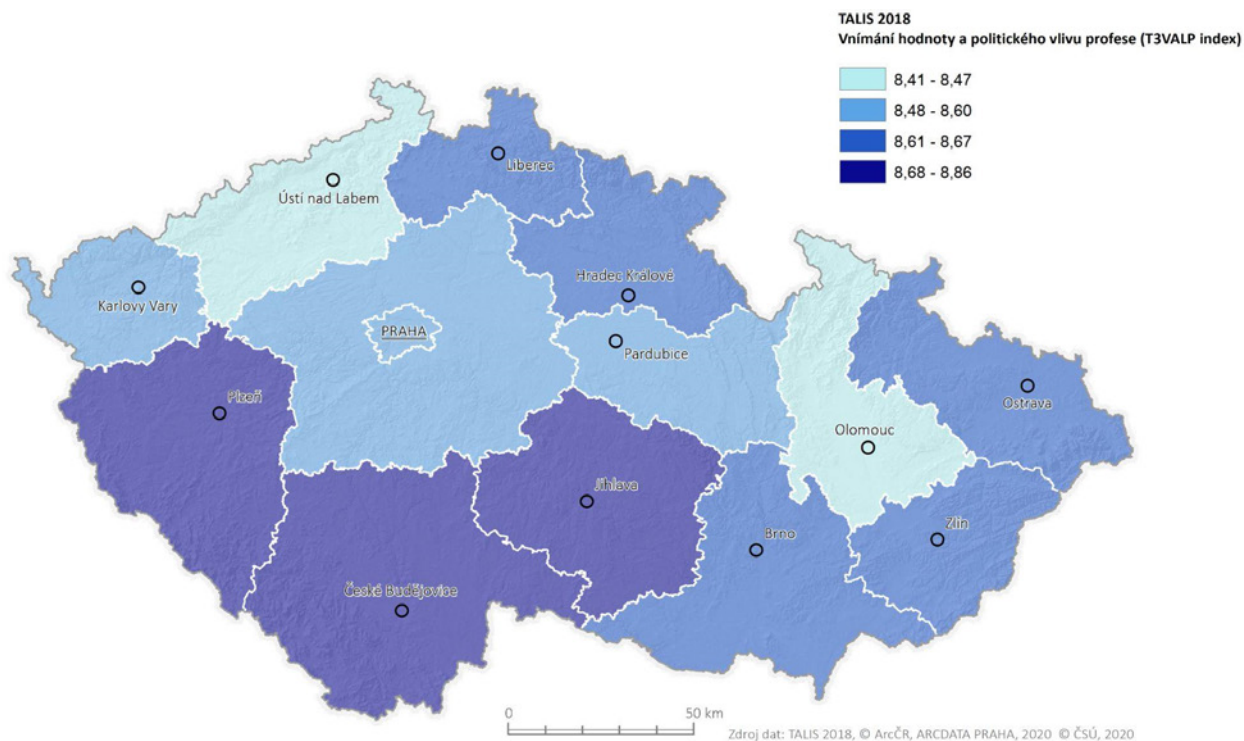 TALIS 2018
Vnímání hodnoty a politického vlivu profese (T3VALP index)
8,41 - 8,47
8,48 - 8,60
8,61 - 8,67
8,68 - 8,86
Liberec
Ústí nad Labem
Hradec Králové
Karlovy Vary
PRAHA
Pardubice
Plzeň
Ostrava
Olomouc
Jihlava
Zlín
Brno
České Budějovice
0 50 km
Zdroj dat: TALIS 2018, © ArcČR, ARCDATA PRAHA, 2020 © ČSÚ, 2020